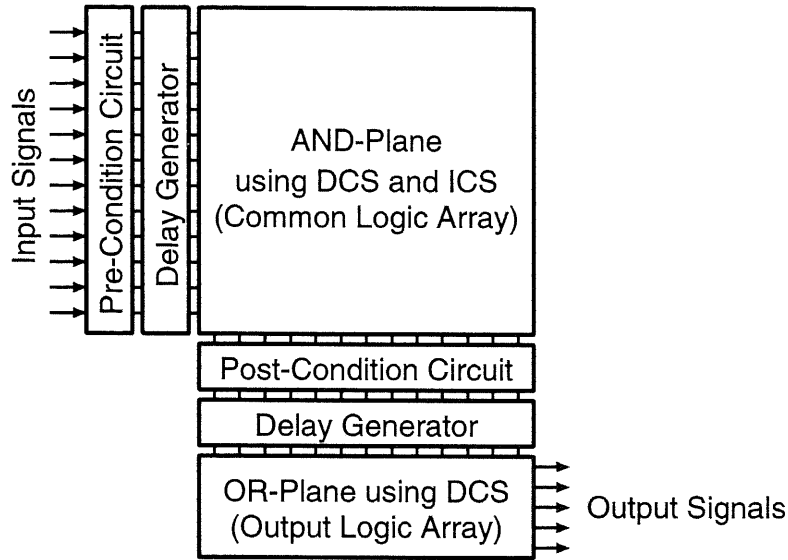 Input Signals
Pre-Condition Circuit
Delay Generator
AND-Plane
using DCS and ICS
(Common Logic Array)
Post-Condition Circuit
Delay Generator
OR-Plane using DCS
(Output Logic Array)
Output Signals